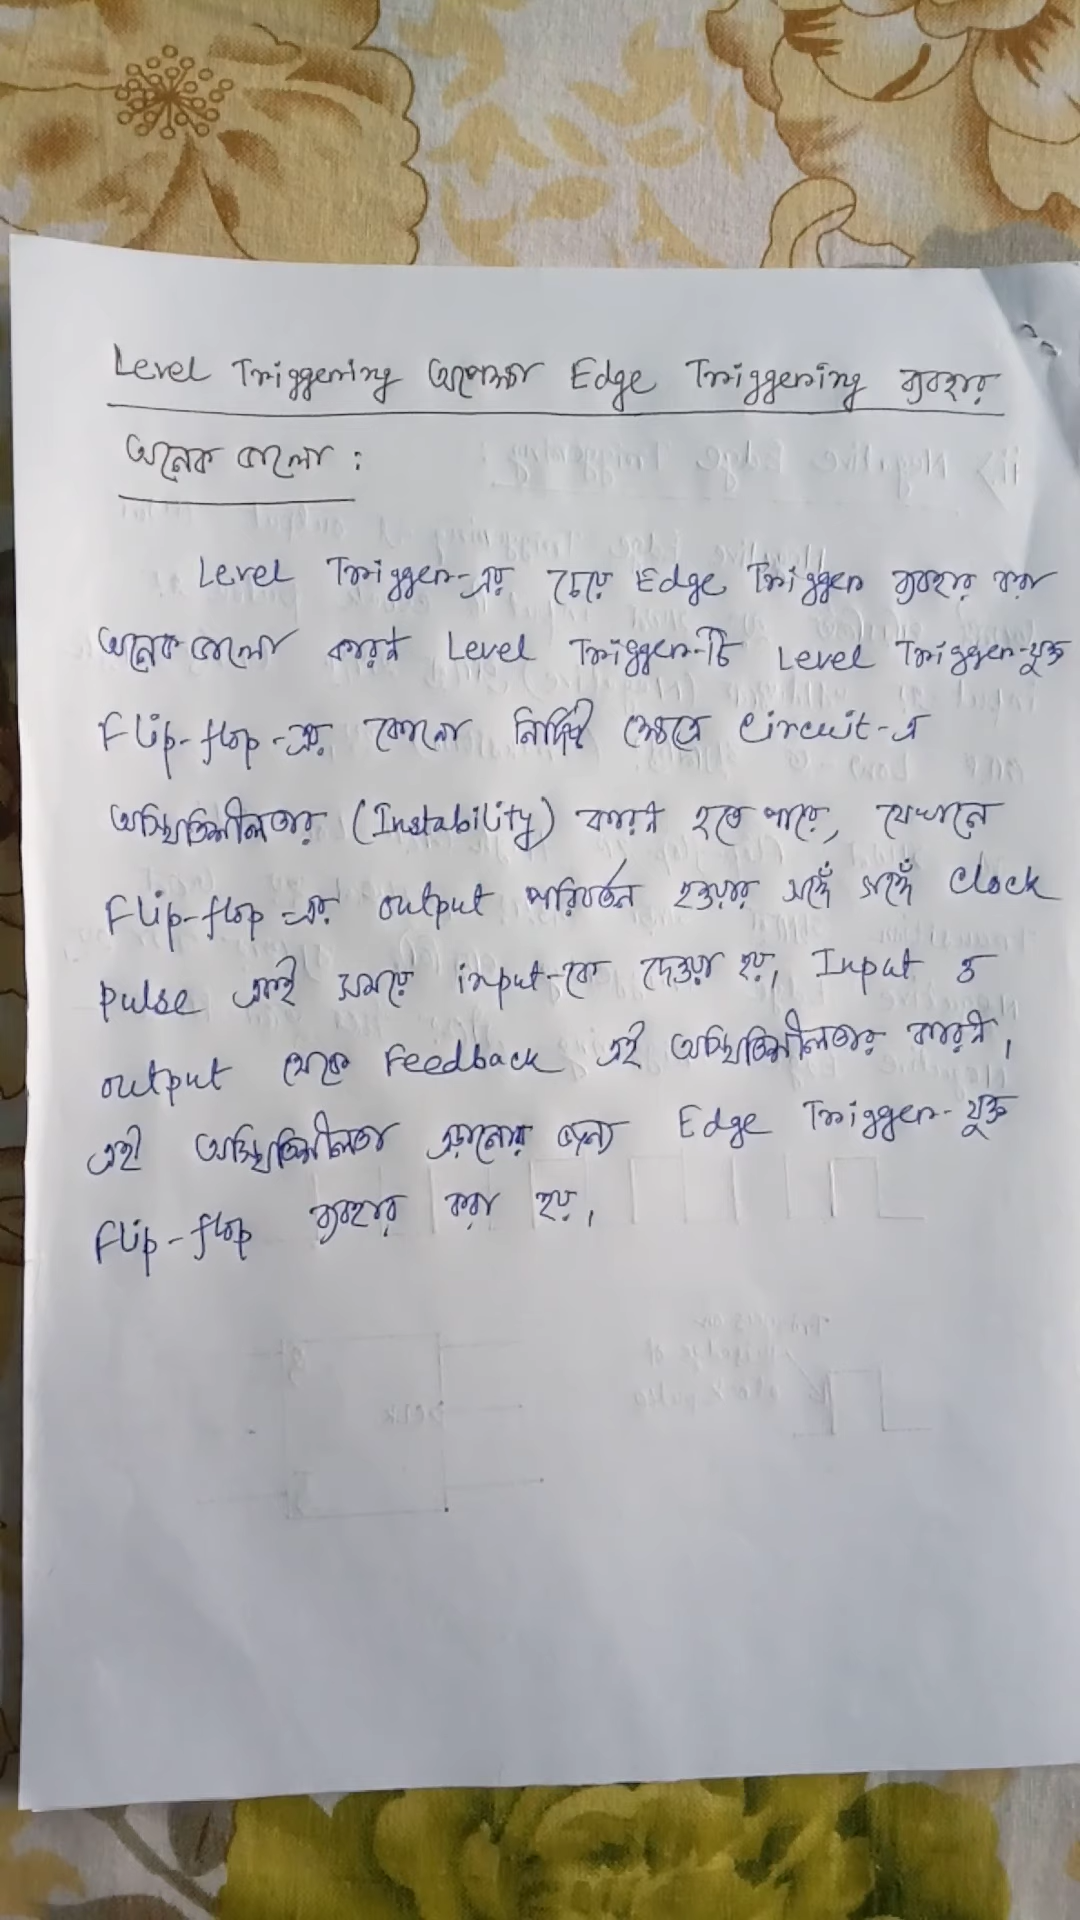 Level Triggering অপেক্ষা Edge Triggering ব্যবহার
অনেক ভালো :
Level Trigger-এর চেয়ে Edge Trigger ব্যবহার করা
অনেক ভালো কারণ Level Trigger-টি Level Trigger-যুক্ত
Flip-flop-এর কোনো নির্দিষ্ট ক্ষেত্রে Circuit-এ
অস্থিতিশীলতার (Instability) কারণ হতে পারে, যেখানে
Flip-flop-এর output পরিবর্তন হওয়ার সঙ্গেঁ সঙ্গেঁ Clock
pulse একই সময়ে input-কে দেওয়া হয়। Input ও
output থেকে Feedback এই অস্থিতিশীলতার কারণ।
এই অস্থিতিশীলতা এড়ানোর জন্য Edge Trigger-যুক্ত
Flip-flop ব্যবহার করা হয়।